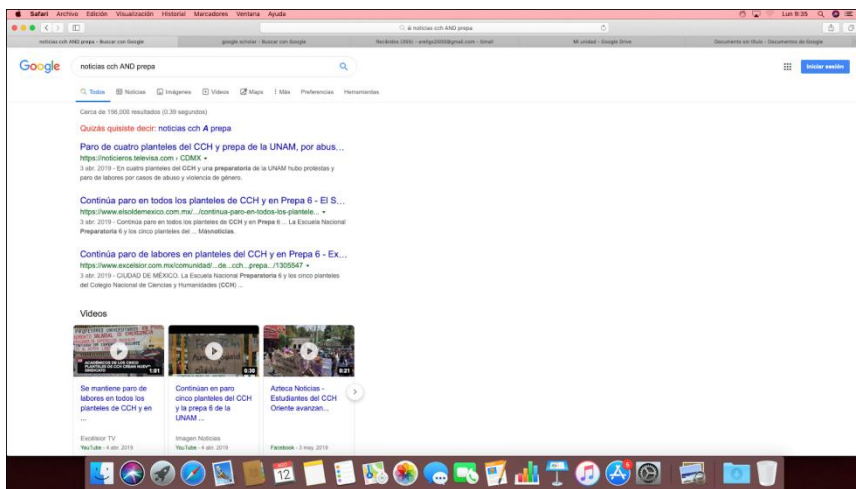 Safari Archivo Edición Visualización Historial Marcadores Ventana Ayuda
Lun 9:35
noticias cch AND prepa
noticias cch AND prepa - Buscar con Google
google scholar - Buscar con Google
Mi unidad - Google Drive
Documento sin título - Documentos de Google
Google
noticias cch AND prepa
Iniciar sesión
Todos Noticias Imágenes Videos Maps Más Preferencias Herramientas
Cerca de 156,000 resultados (0.39 segundos)
Quizás quisiste decir: noticias cch A prepa
Paro de cuatro planteles del CCH y prepa de la UNAM, por abus...
https://noticieros.televisa.com › CDMX
3 abr. 2019 - En cuatro planteles del CCH y una preparatoria de la UNAM hubo protestas y
paro de labores por casos de abuso y violencia de género.
Continúa paro en todos los planteles de CCH y en Prepa 6 - El S...
https://www.elsoldemexico.com.mx/.../continua-paro-en-todos-los-plantele...
3 abr. 2019 - Continúa paro en todos los planteles de CCH y en Prepa 6 ... La Escuela Nacional
Preparatoria 6 y los cinco planteles del ... Másnoticias.
Continúa paro de labores en planteles del CCH y en Prepa 6 - Ex...
https://www.excelsior.com.mx/comunidad/...de...cch...prepa.../1305547
3 abr. 2019 - CIUDAD DE MÉXICO. La Escuela Nacional Preparatoria 6 y los cinco planteles
del Colegio Nacional de Ciencias y Humanidades (CCH) ...
Videos
1:01
0:36
0:21
Se mantiene paro de
labores en todos los
planteles de CCH y en
...
Excélsior TV
YouTube - 4 abr. 2019
Continúan en paro
cinco planteles del CCH
y la prepa 6 de la
UNAM ...
Imagen Noticias
YouTube - 4 abr. 2019
Azteca Noticias -
Estudiantes del CCH
Oriente avanzan...
Facebook - 3 may. 2019
12